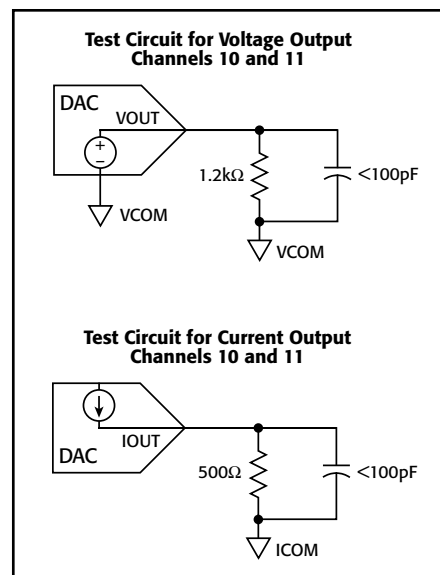 Test Circuit for Voltage Output
Channels 10 and 11
DAC
VOUT
+
–
1.2kΩ
<100pF
VCOM
VCOM
Test Circuit for Current Output
Channels 10 and 11
IOUT
DAC
500Ω
<100pF
ICOM